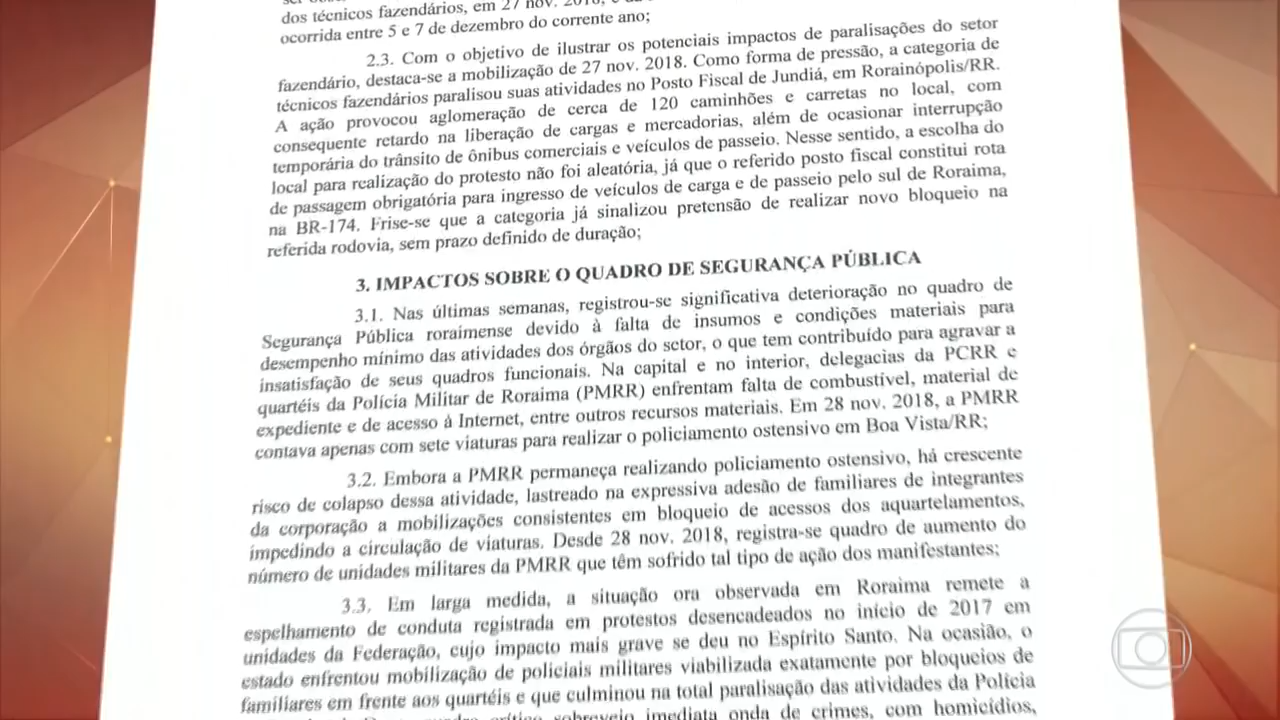 dos técnicos fazendários, em 27 nov. 2018,
ocorrida entre 5 e 7 de dezembro do corrente ano;
2.3. Com o objetivo de ilustrar os potenciais impactos de paralisações do setor
fazendário, destaca-se a mobilização de 27 nov. 2018. Como forma de pressão, a categoria de
técnicos fazendários paralisou suas atividades no Posto Fiscal de Jundiá, em Rorainópolis/RR.
A ação provocou aglomeração de cerca de 120 caminhões e carretas no local, com
consequente retardo na liberação de cargas e mercadorias, além de ocasionar interrupção
temporária do trânsito de ônibus comerciais e veículos de passeio. Nesse sentido, a escolha do
local para realização do protesto não foi aleatória, já que o referido posto fiscal constitui rota
de passagem obrigatória para ingresso de veículos de carga e de passeio pelo sul de Roraima,
na BR-174. Frise-se que a categoria já sinalizou pretensão de realizar novo bloqueio na
referida rodovia, sem prazo definido de duração;
3. IMPACTOS SOBRE O QUADRO DE SEGURANÇA PÚBLICA
3.1. Nas últimas semanas, registrou-se significativa deterioração no quadro de
Segurança Pública roraimense devido à falta de insumos e condições materiais para
desempenho mínimo das atividades dos órgãos do setor, o que tem contribuído para agravar a
insatisfação de seus quadros funcionais. Na capital e no interior, delegacias da PCRR e
quartéis da Polícia Militar de Roraima (PMRR) enfrentam falta de combustível, material de
expediente e de acesso à Internet, entre outros recursos materiais. Em 28 nov. 2018, a PMRR
contava apenas com sete viaturas para realizar o policiamento ostensivo em Boa Vista/RR;
3.2. Embora a PMRR permaneça realizando policiamento ostensivo, há crescente
risco de colapso dessa atividade, lastreado na expressiva adesão de familiares de integrantes
da corporação a mobilizações consistentes em bloqueio de acessos dos aquartelamentos,
impedindo a circulação de viaturas. Desde 28 nov. 2018, registra-se quadro de aumento do
número de unidades militares da PMRR que têm sofrido tal tipo de ação dos manifestantes;
3.3. Em larga medida, a situação ora observada em Roraima remete a
espelhamento de conduta registrada em protestos desencadeados no início de 2017 em
unidades da Federação, cujo impacto mais grave se deu no Espírito Santo. Na ocasião, o
estado enfrentou mobilização de policiais militares viabilizada exatamente por bloqueios de
familiares em frente aos quartéis e que culminou na total paralisação das atividades da Polícia
sobreveio imediata onda de crimes, com homicídios,